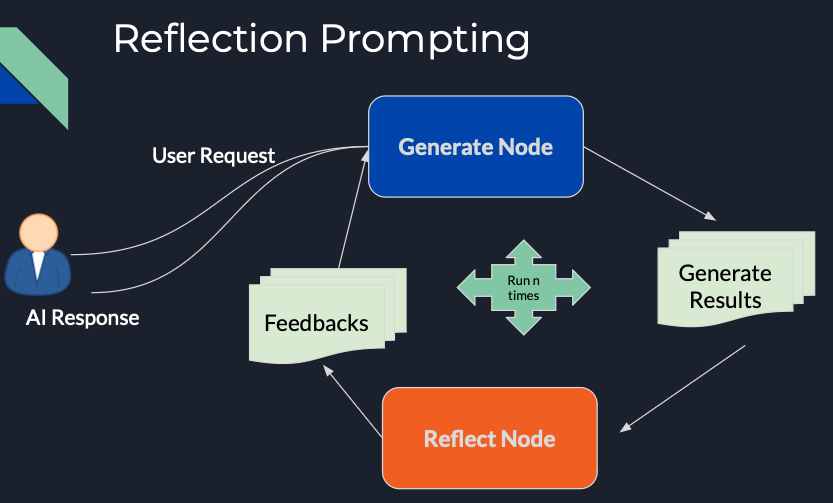 Reflection Prompting
User Request
Generate Node
AI Response
Feedbacks
Run n
times
Generate
Results
Reflect Node